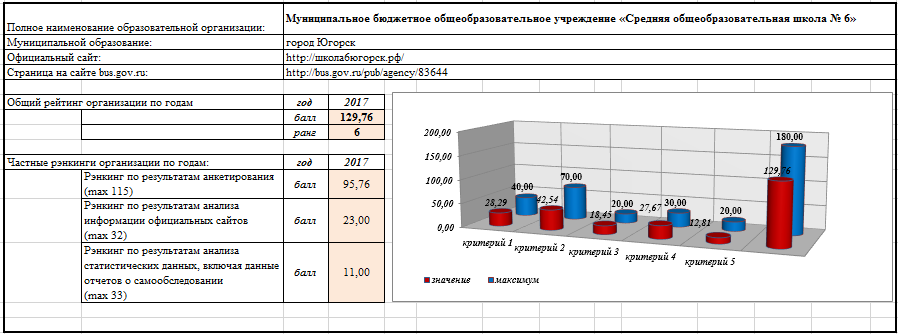 Полное наименование образовательной организации:
Муниципальное бюджетное общеобразовательное учреждение «Средняя общеобразовательная школа № 6»
Муниципальной образование:
город Югорск
Официальный сайт:
http://школа6югорск.рф/
Страница на сайте bus.gov.ru:
http://bus.gov.ru/pub/agency/83644
Общий рейтинг организации по годам
год
2017
балл
129,76
ранг
6
Частные рэнкинги организации по годам:
год
2017
Рэнкинг по результатам анкетирования
(max 115)
балл
95,76
Рэнкинг по результатам анализа
информации официальных сайтов
(max 32)
балл
23,00
Рэнкинг по результатам анализа
статистических данных, включая данные
отчетов о самообследовании
(max 33)
балл
11,00
200,00
150,00
100,00
50,00
0,00
28,29
40,00
42,54
70,00
18,45
20,00
27,67
30,00
12,81
20,00
129,76
180,00
критерий 1
критерий 2
критерий 3
критерий 4
критерий 5
значение
максимум